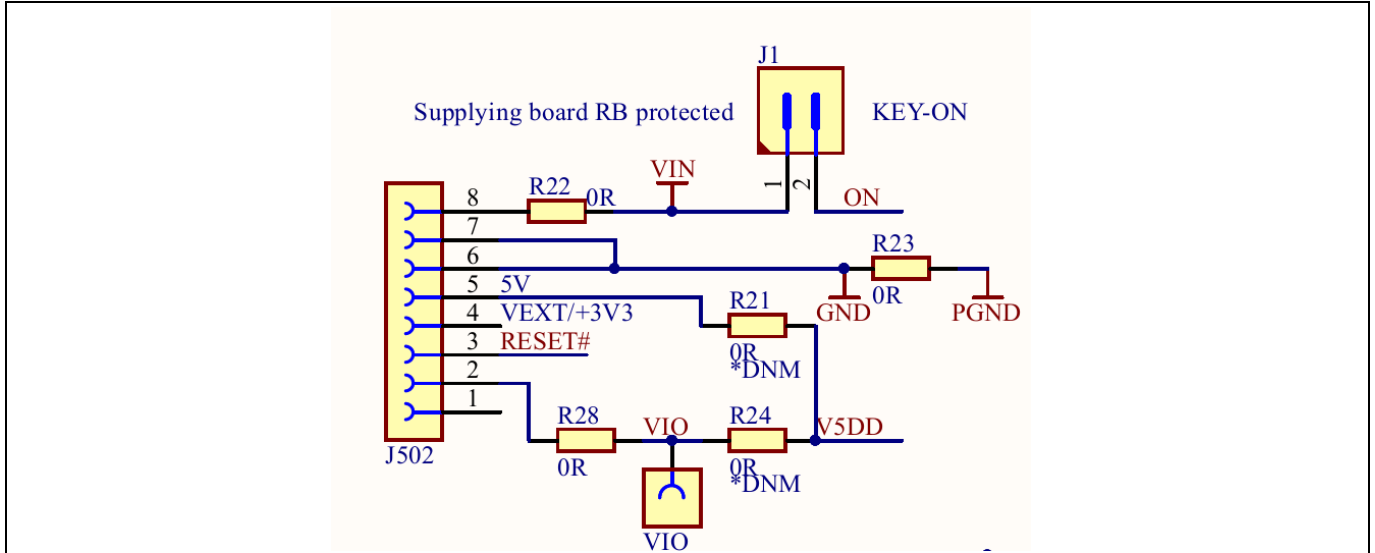 J1
Supplying board RB protected
KEY-ON
VIN
1
2
R22
0R
8
ON
7
R23
6
0R
5
5V
R21
GND
PGND
4
VEXT/+3V3
0R
*DNM
3
RESET#
2
1
R28
VIO
R24
V5DD
J502
0R
0R
*DNM
VIO